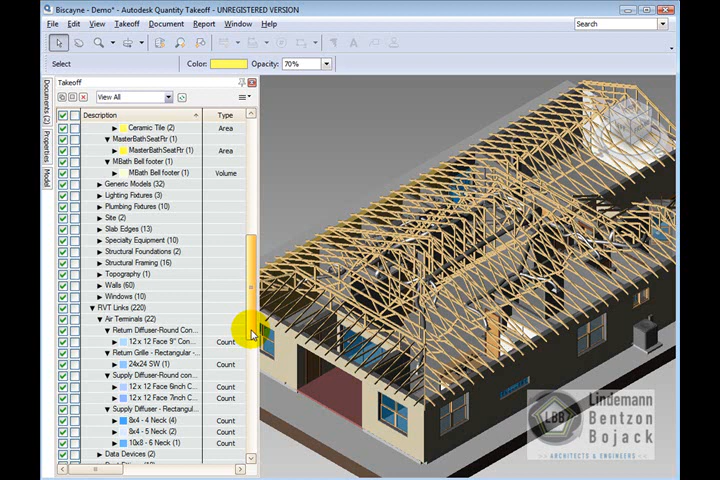 Biscayne - Demo* - Autodesk Quantity Takeoff - UNREGISTERED VERSION
File Edit View Takeoff Document Report Window Help
Search
Select Color: Opacity: 70%
Takeoff
Documents (2)
Properties
Model
View All
Description Type
Ceramic Tile (2) Area
MasterBathSeatFtr (1)
MasterBathSeatFtr (1) Area
MBath Bell footer (1)
MBath Bell footer (1) Volume
Generic Models (32)
Lighting Fixtures (3)
Plumbing Fixtures (10)
Site (2)
Slab Edges (13)
Specialty Equipment (10)
Structural Foundations (2)
Structural Framing (16)
Topography (1)
Walls (60)
Windows (10)
RVT Links (220)
Air Terminals (22)
Return Diffuser-Round Con...
12 x 12 Face 9" Con... Count
Return Grille - Rectangular -...
24x24 SW (1) Count
Supply Diffuser-Round con...
12 x 12 Face 6inch C... Count
12 x 12 Face 7inch C... Count
Supply Diffuser - Rectangul...
8x4 - 4 Neck (4) Count
8x4 - 5 Neck (2) Count
10x8 - 6 Neck (1) Count
Data Devices (2)
LBB
Lindemann
Bentzon
Bojack
ARCHITECTS & ENGINEERS